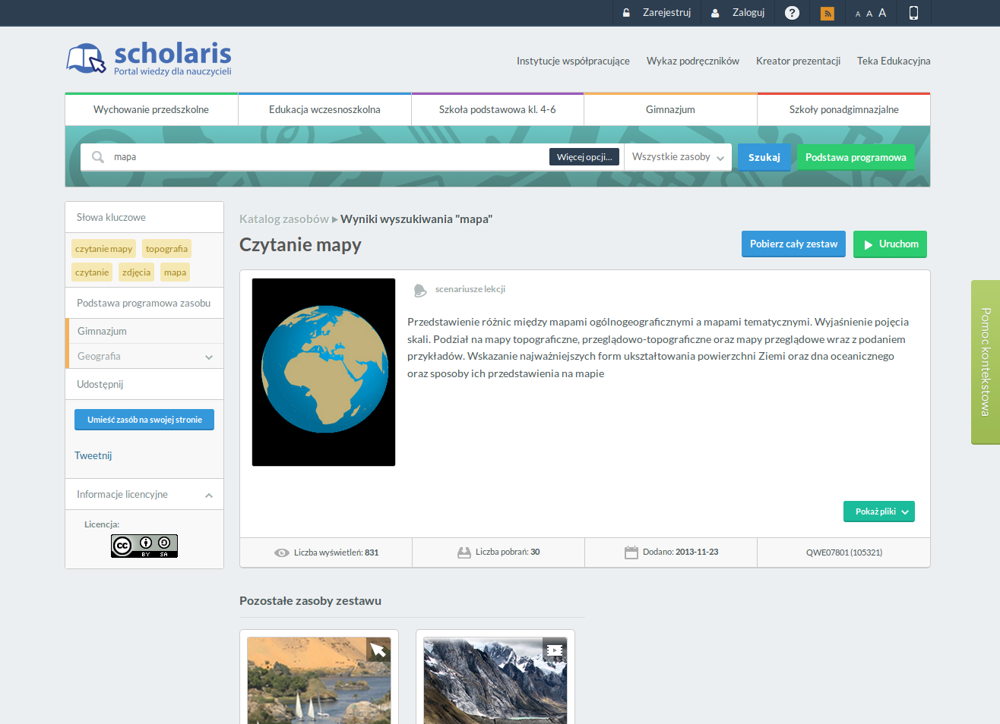 Zarejestruj
Zaloguj
?
A A A
scholaris
Portal wiedzy dla nauczycieli
Instytucje współpracujące
Wykaz podręczników
Kreator prezentacji
Teka Edukacyjna
Wychowanie przedszkolne
Edukacja wczesnoszkolna
Szkoła podstawowa kl. 4-6
Gimnazjum
Szkoły ponadgimnazjalne
mapa
Więcej opcji...
Wszystkie zasoby
Szukaj
Podstawa programowa
Słowa kluczowe
czytanie mapy topografia
czytanie zdjęcia mapa
Podstawa programowa zasobu
Gimnazjum
Geografia
Udostępnij
Umieść zasób na swojej stronie
Tweetnij
Informacje licencyjne
Licencja:
cc
BY SA
Katalog zasobów ▸ Wyniki wyszukiwania "mapa"
Czytanie mapy
Pobierz cały zestaw
Uruchom
scenariusze lekcji
Przedstawienie różnic między mapami ogólnogeograficznymi a mapami tematycznymi. Wyjaśnienie pojęcia
skali. Podział na mapy topograficzne, przeglądowo-topograficzne oraz mapy przeglądowe wraz z podaniem
przykładów. Wskazanie najważniejszych form ukształtowania powierzchni Ziemi oraz dna oceanicznego
oraz sposoby ich przedstawienia na mapie
Pokaż pliki
Liczba wyświetleń: 831
Liczba pobrań: 30
Dodano: 2013-11-23
QWE07801 (105321)
Pozostałe zasoby zestawu
Pomoc kontekstowa